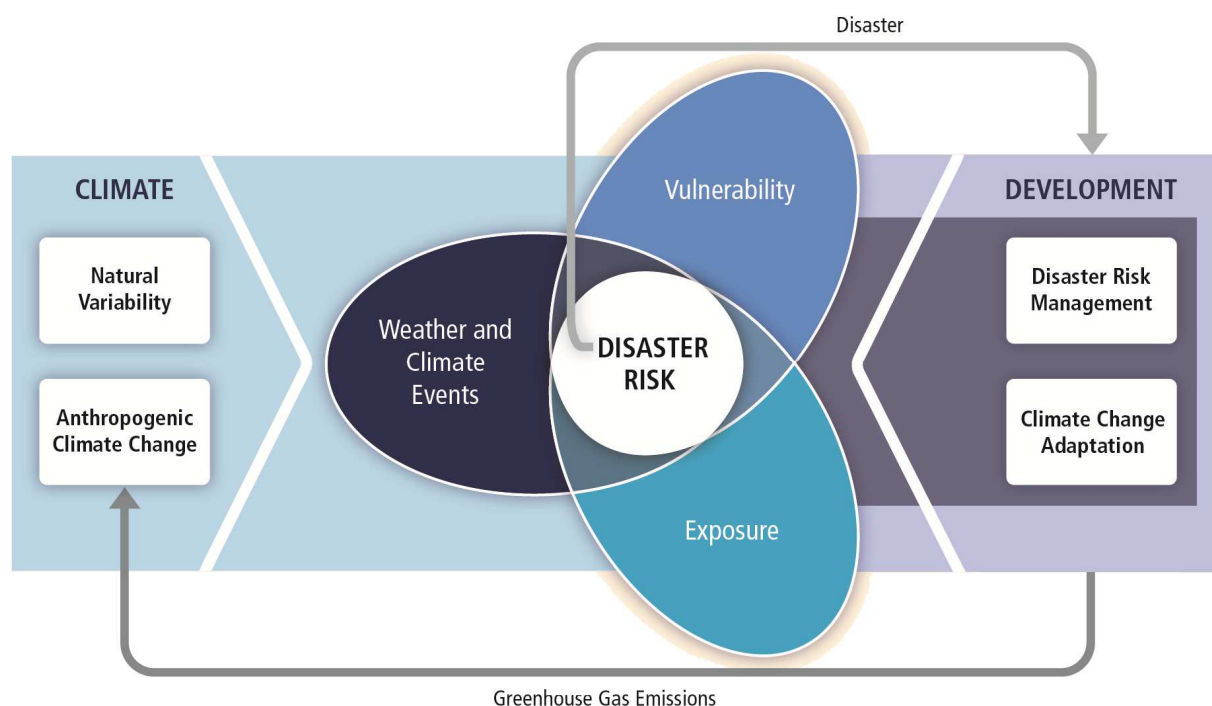 Disaster
CLIMATE
Natural
Variability
Anthropogenic
Climate Change
Weather and
Climate
Events
Vulnerability
DISASTER
RISK
Exposure
DEVELOPMENT
Disaster Risk
Management
Climate Change
Adaptation
Greenhouse Gas Emissions